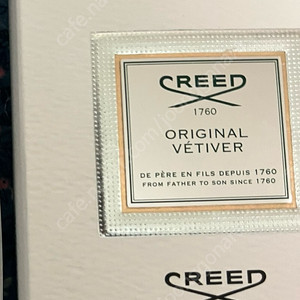 CREED
1760
ORIGINAL
VÉTIVER
DE PÈRE EN FILS DEPUIS 1760
FROM FATHER TO SON SINCE 1760
CREED